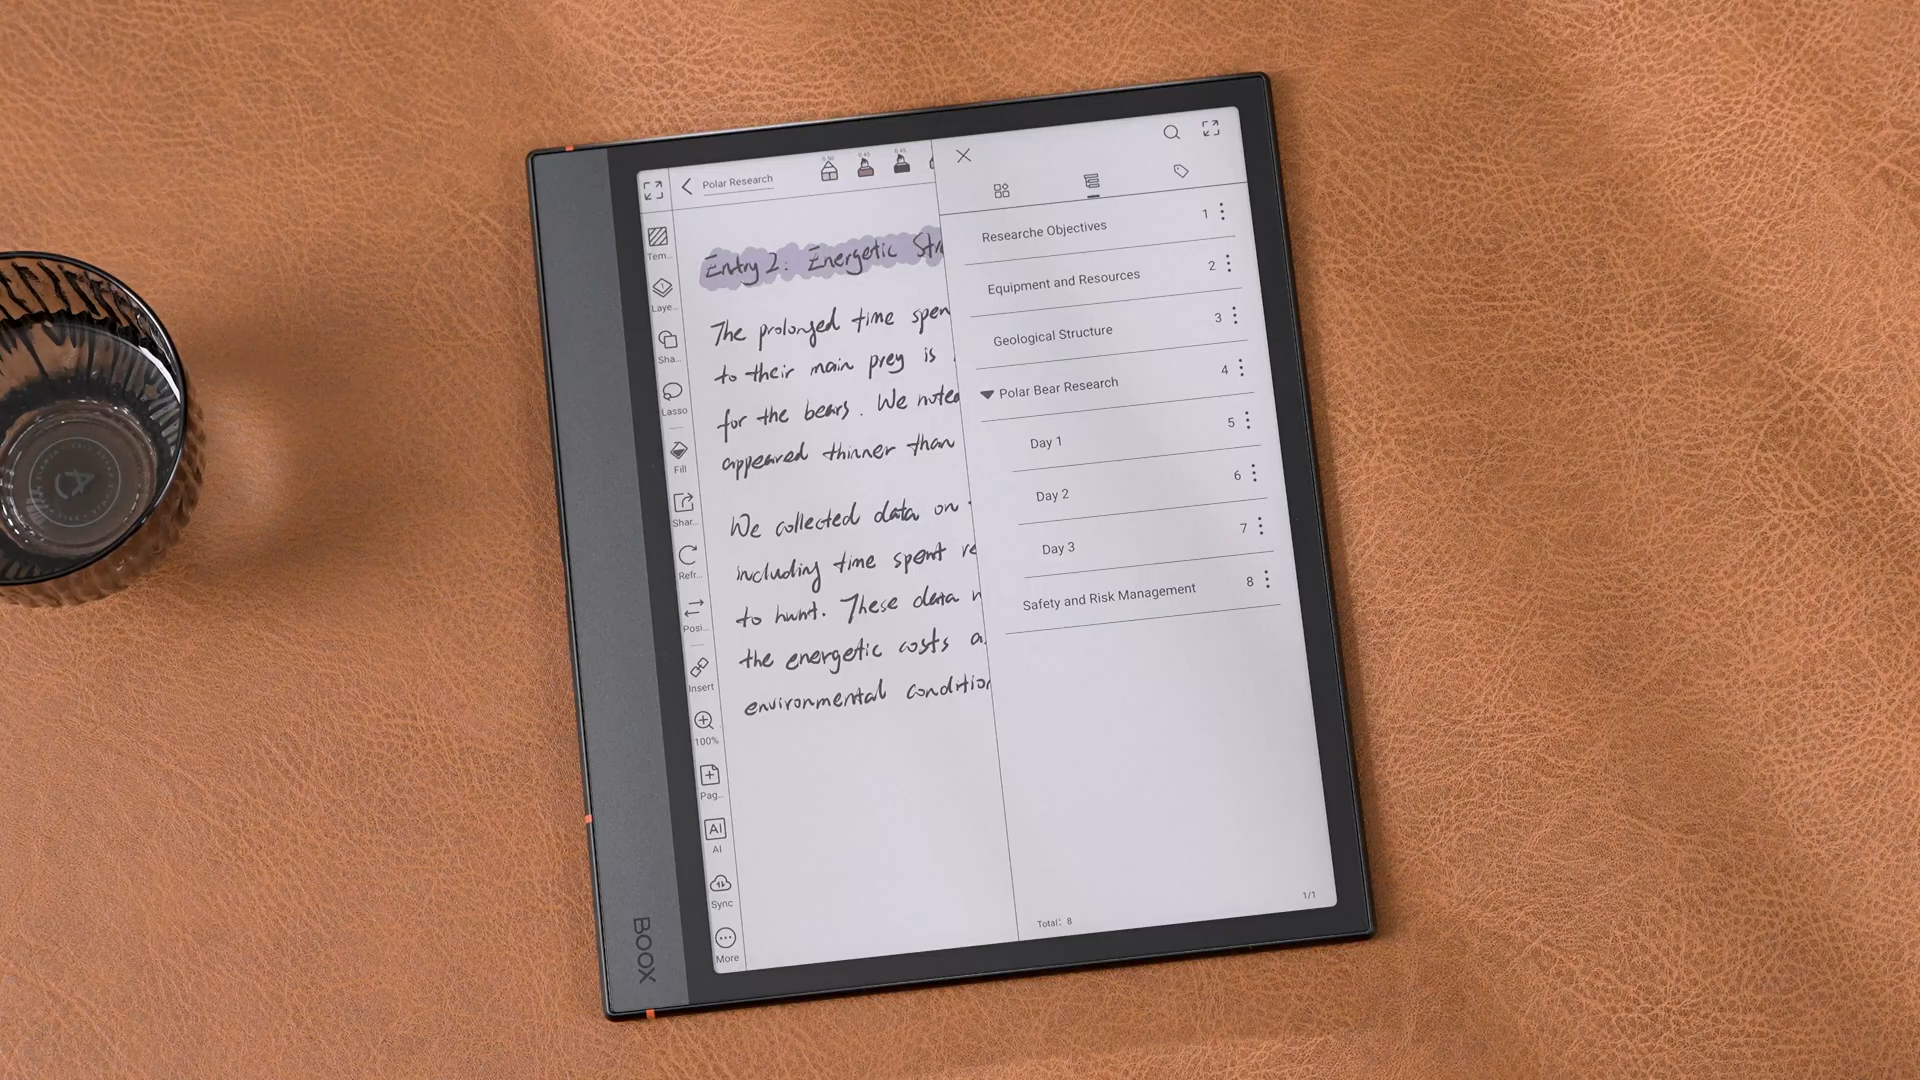 Polar Research
Tem...
Laye...
Sha...
Lasso
Fill
Shar...
Refr...
Posi...
Insert
100%
Pag...
AI
AI
Sync
More
Entry 2: Energetic
The prolonged time
to their main prey is
for the bears. We noted
appeared thinner than
We collected data on
including time spent
to hunt. These data
the energetic costs
environmental
Researche Objectives 1
Equipment and Resources 2
Geological Structure 3
Polar Bear Research 4
Day 1 5
Day 2 6
Day 3 7
Safety and Risk Management 8
Total: 8
1/1
BOOX